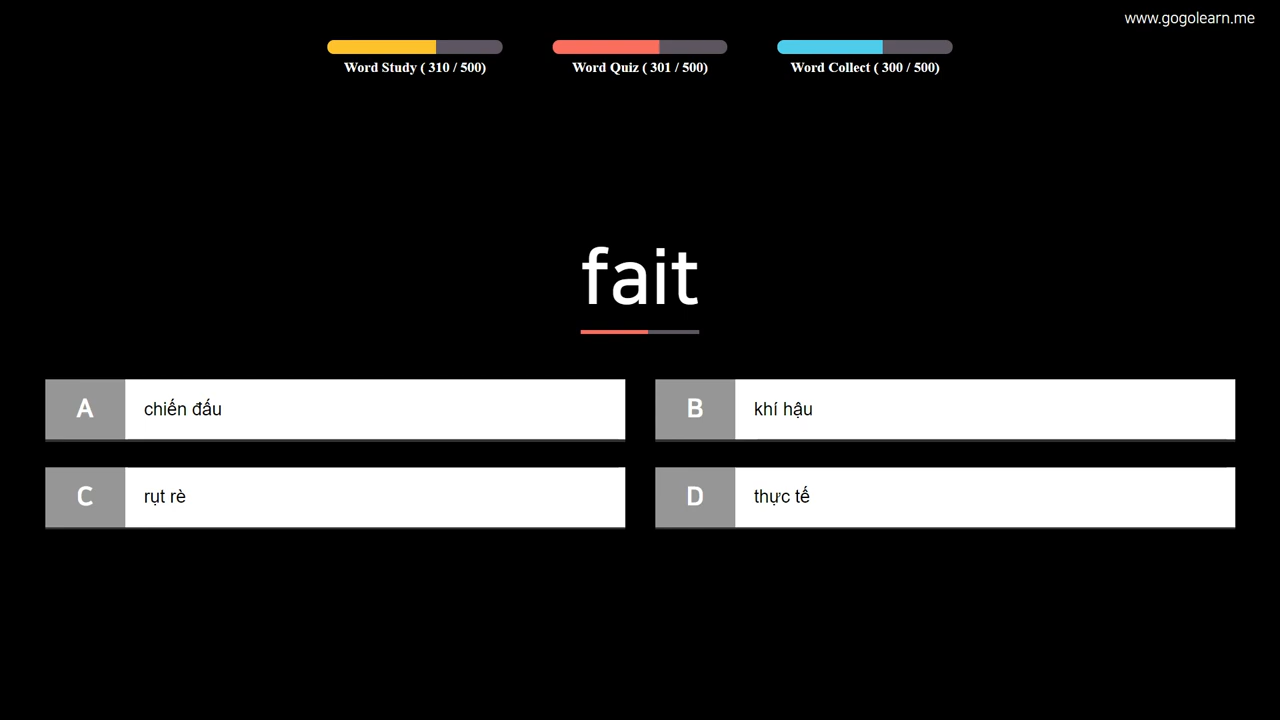 www.gogolearn.me
Word Study ( 310 / 500)
Word Quiz ( 301 / 500)
Word Collect ( 300 / 500)
fait
A chiến đấu
B khí hậu
C rụt rè
D thực tế